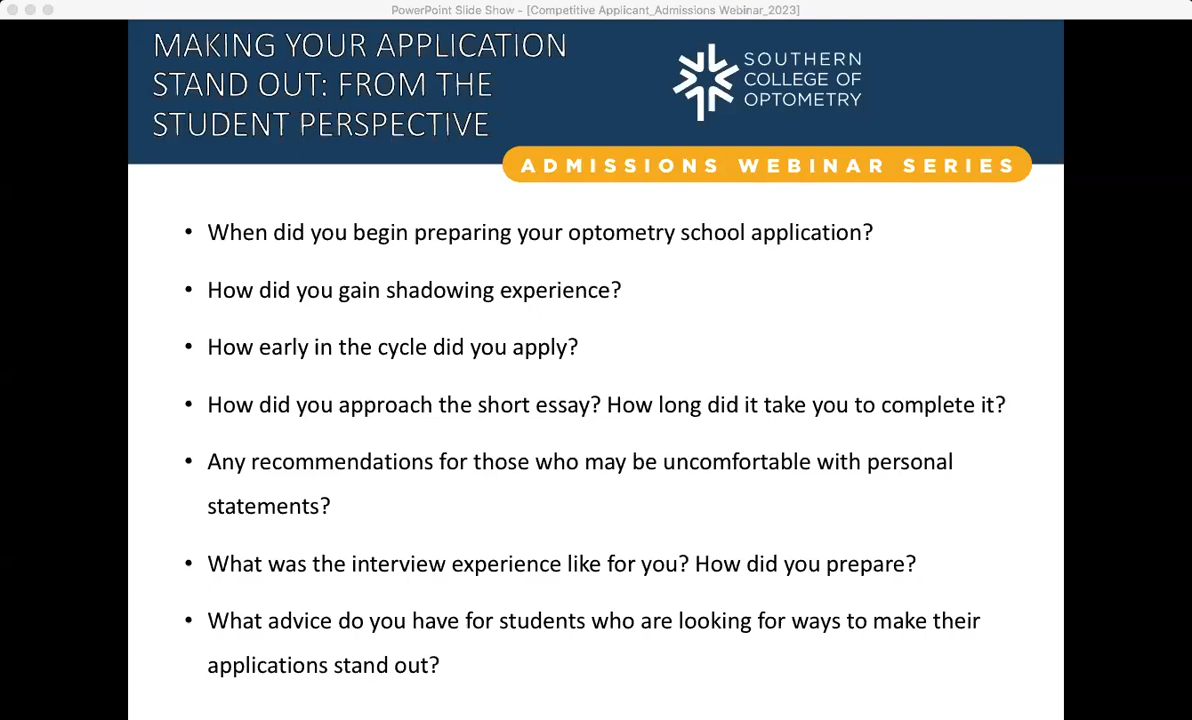 PowerPoint Slide Show - [Competitive Applicant_Admissions Webinar_2023]
MAKING YOUR APPLICATION
STAND OUT: FROM THE
STUDENT PERSPECTIVE
SOUTHERN
COLLEGE OF
OPTOMETRY
ADMISSIONS WEBINAR SERIES
• When did you begin preparing your optometry school application?
• How did you gain shadowing experience?
• How early in the cycle did you apply?
• How did you approach the short essay? How long did it take you to complete it?
• Any recommendations for those who may be uncomfortable with personal
statements?
• What was the interview experience like for you? How did you prepare?
• What advice do you have for students who are looking for ways to make their
applications stand out?